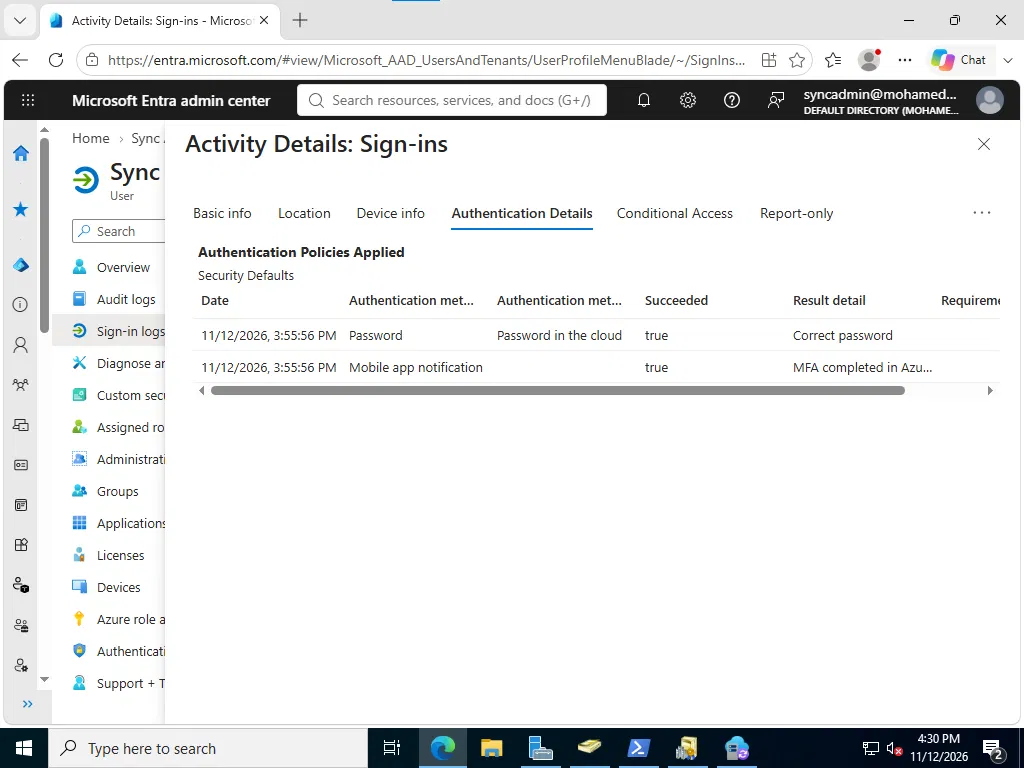 Activity Details: Sign-ins - Microso
https://entra.microsoft.com/#view/Microsoft_AAD_UsersAndTenants/UserProfileMenuBlade/~/SignIns...
Chat
Microsoft Entra admin center
Search resources, services, and docs (G+/)
syncadmin@mohamed...
DEFAULT DIRECTORY (MOHAME...
Home > Sync
Sync
User
Search
Overview
Audit logs
Sign-in logs
Diagnose an
Custom secu
Assigned ro
Administrati
Groups
Applications
Licenses
Devices
Azure role a
Authenticati
Support + T
Activity Details: Sign-ins
Basic info Location Device info Authentication Details Conditional Access Report-only
Authentication Policies Applied
Security Defaults
Date Authentication met... Authentication met... Succeeded Result detail Requireme
11/12/2026, 3:55:56 PM Password Password in the cloud true Correct password
11/12/2026, 3:55:56 PM Mobile app notification true MFA completed in Azu...
Type here to search
4:30 PM
11/12/2026
2